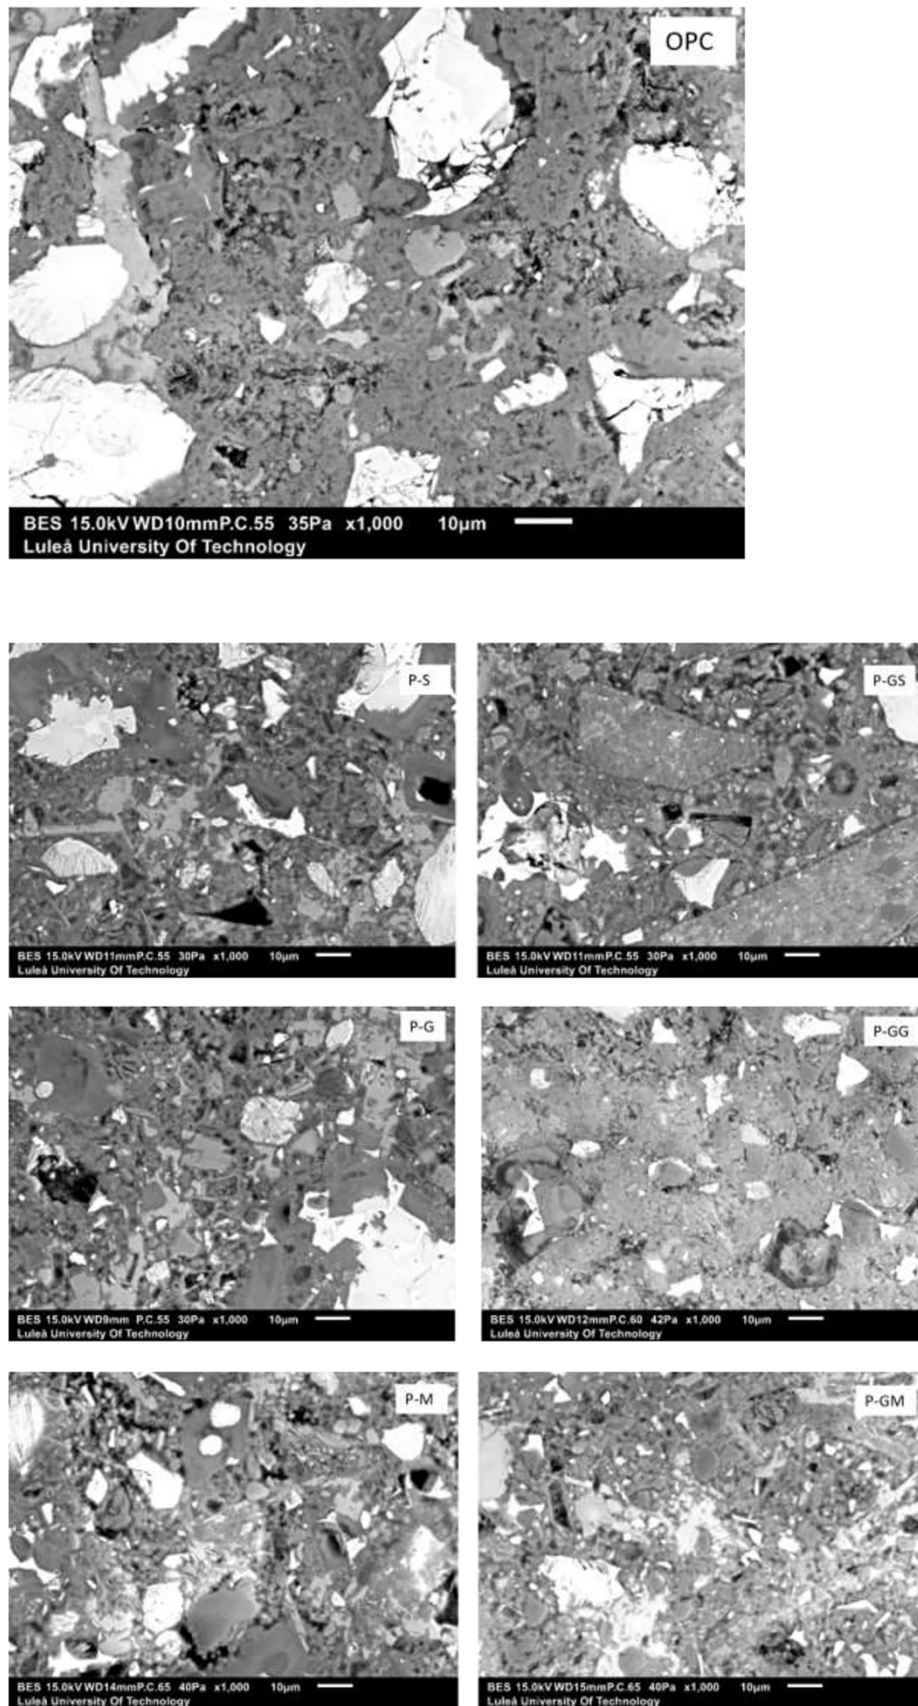 OPC
BES 15.0kV WD10mmP.C.55 35Pa x1,000 10µm
Luleå University Of Technology
P-S
P-GS
BES 15.0kV WD11mmP.C.55 30Pa x1,000 10µm
Luleå University Of Technology
BES 15.0kV WD11mmP.C.55 30Pa x1,000 10µm
Luleå University Of Technology
P-G
P-GG
BES 15.0kV WD9mm P.C.55 30Pa x1,000 10µm
Luleå University Of Technology
BES 15.0kV WD12mmP.C.60 42Pa x1,000 10µm
Luleå University Of Technology
P-M
P-GM
BES 15.0kV WD14mmP.C.65 40Pa x1,000 10µm
Luleå University Of Technology
BES 15.0kV WD15mmP.C.65 40Pa x1,000 10µm
Luleå University Of Technology